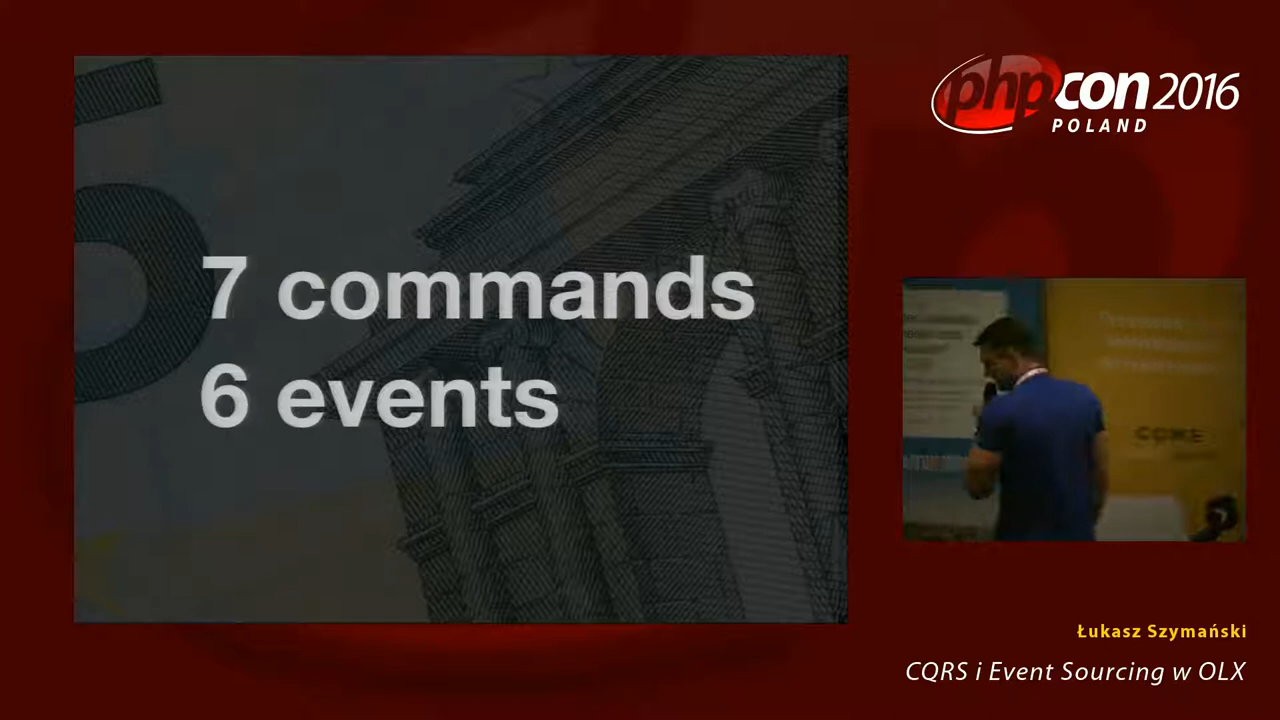 7 commands
6 events
phpcon 2016
POLAND
Łukasz Szymański
CQRS i Event Sourcing w OLX